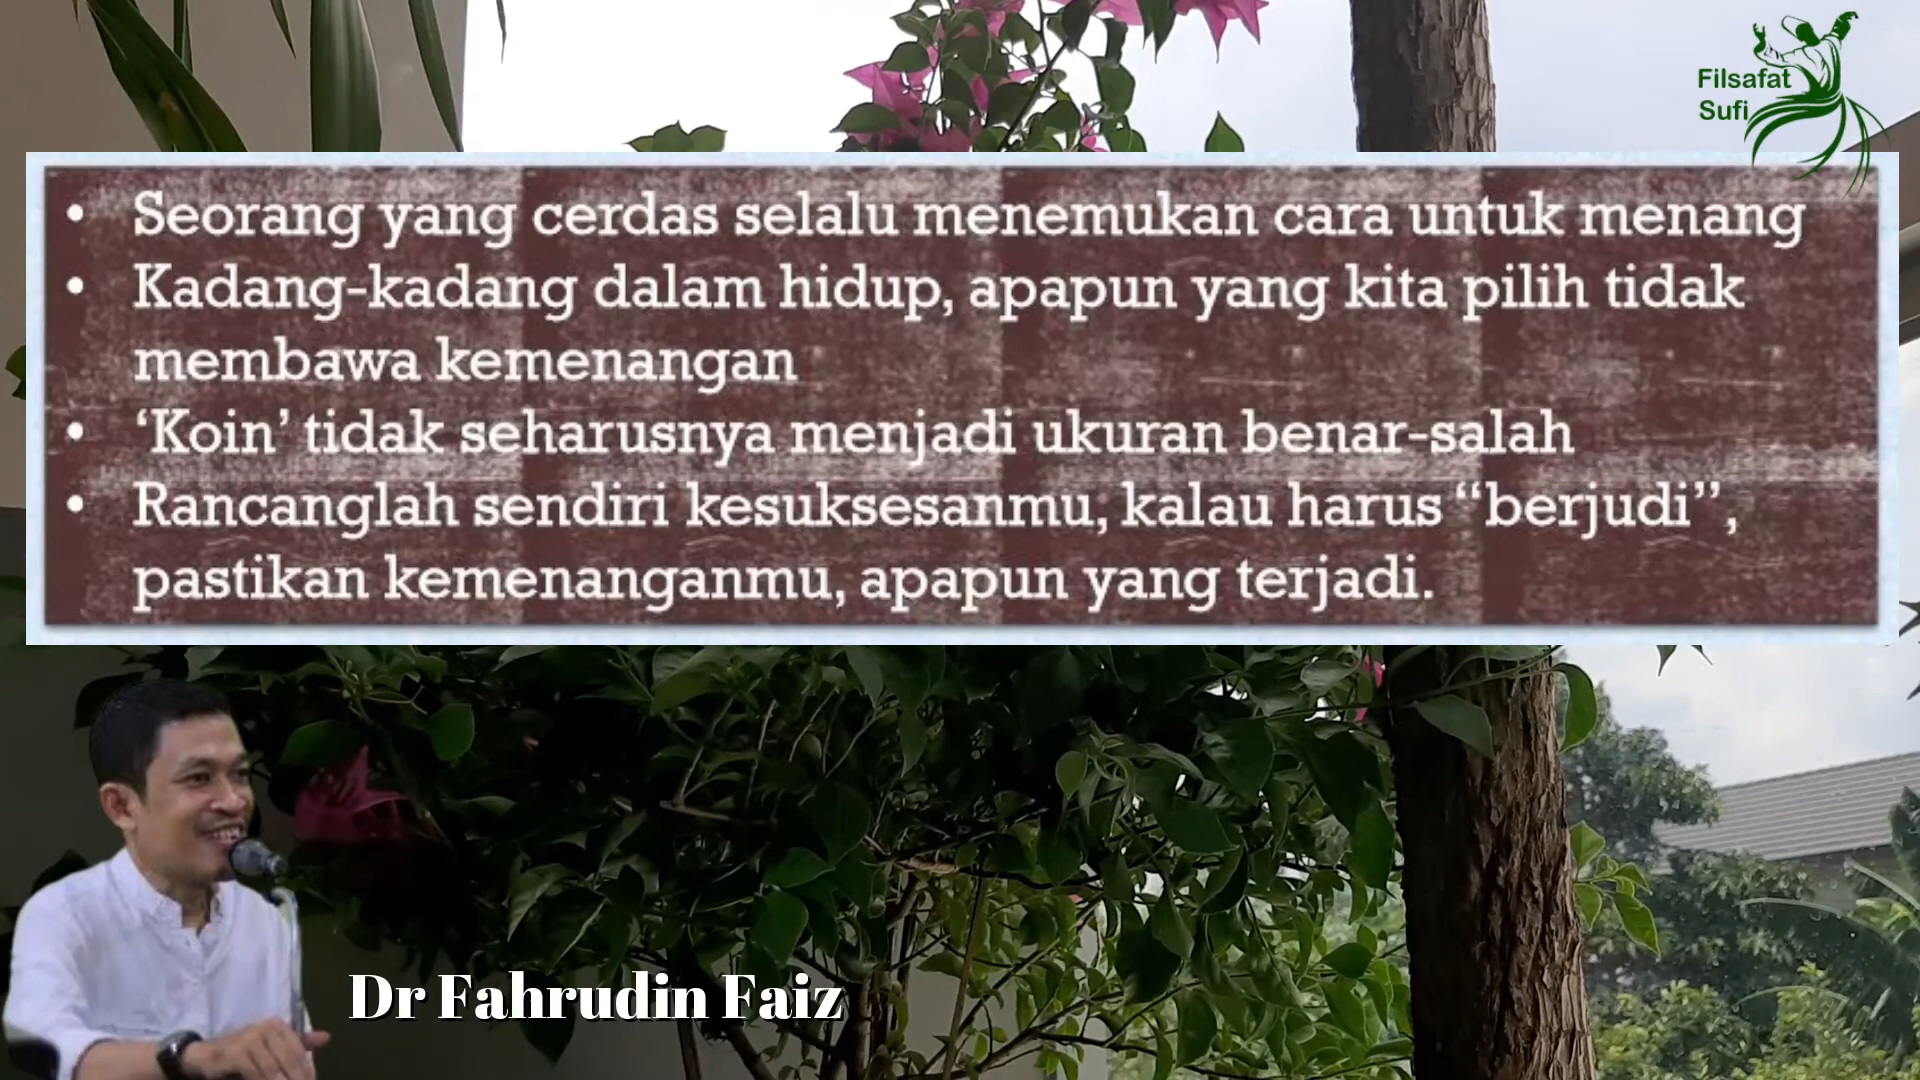 Filsafat
Sufi
• Seorang yang cerdas selalu menemukan cara untuk menang
• Kadang-kadang dalam hidup, apapun yang kita pilih tidak
membawa kemenangan
• ‘Koin’ tidak seharusnya menjadi ukuran benar-salah
• Rancanglah sendiri kesuksesanmu, kalau harus “berjudi”,
pastikan kemenanganmu, apapun yang terjadi.
Dr Fahrudin Faiz